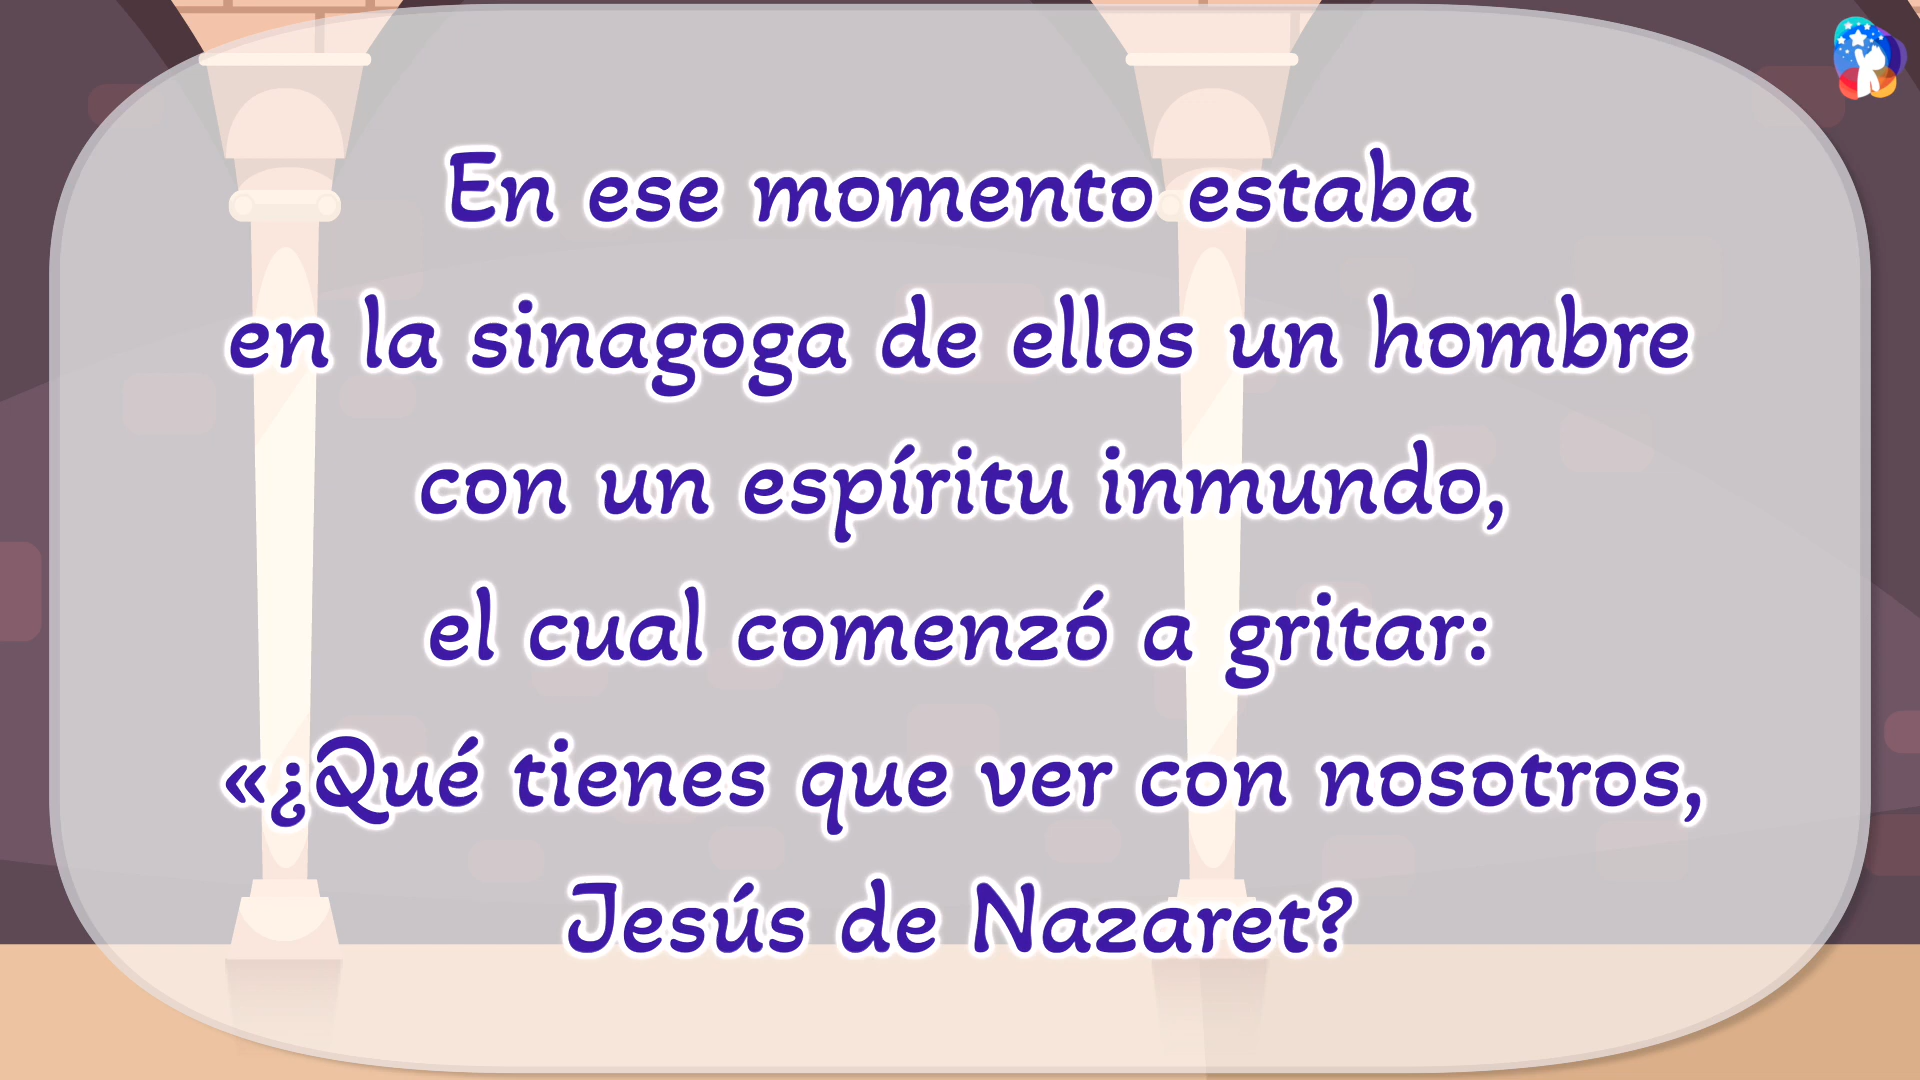 En ese momento estaba
en la sinagoga de ellos un hombre
con un espíritu inmundo,
el cual comenzó a gritar:
«¿Qué tienes que ver con nosotros,
Jesús de Nazaret?